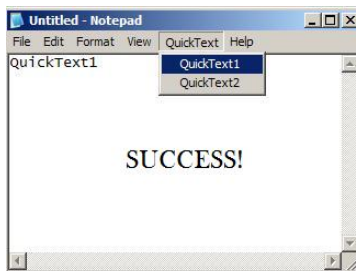 Untitled - Notepad
File Edit Format View QuickText Help
QuickText1
QuickText1
QuickText2
SUCCESS!